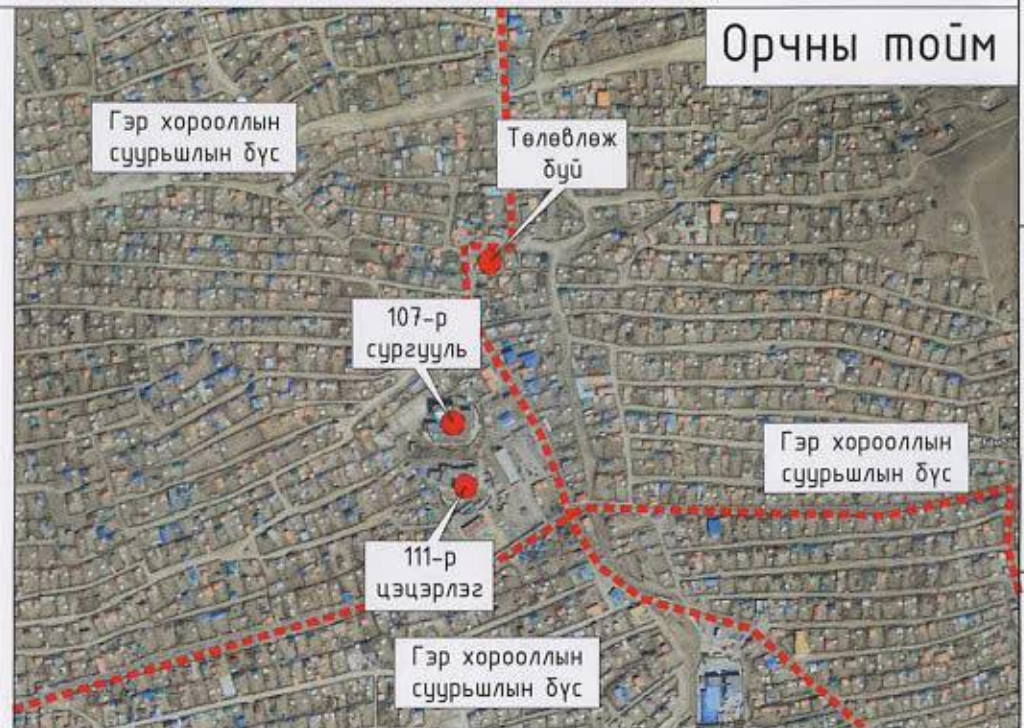 Орчны тойм
Гэр хорооллын
суурьшлын бүс
Төлөвлөж
буй
107-р
сургууль
Гэр хорооллын
суурьшлын бүс
111-р
цэцэрлэг
Гэр хорооллын
суурьшлын бүс